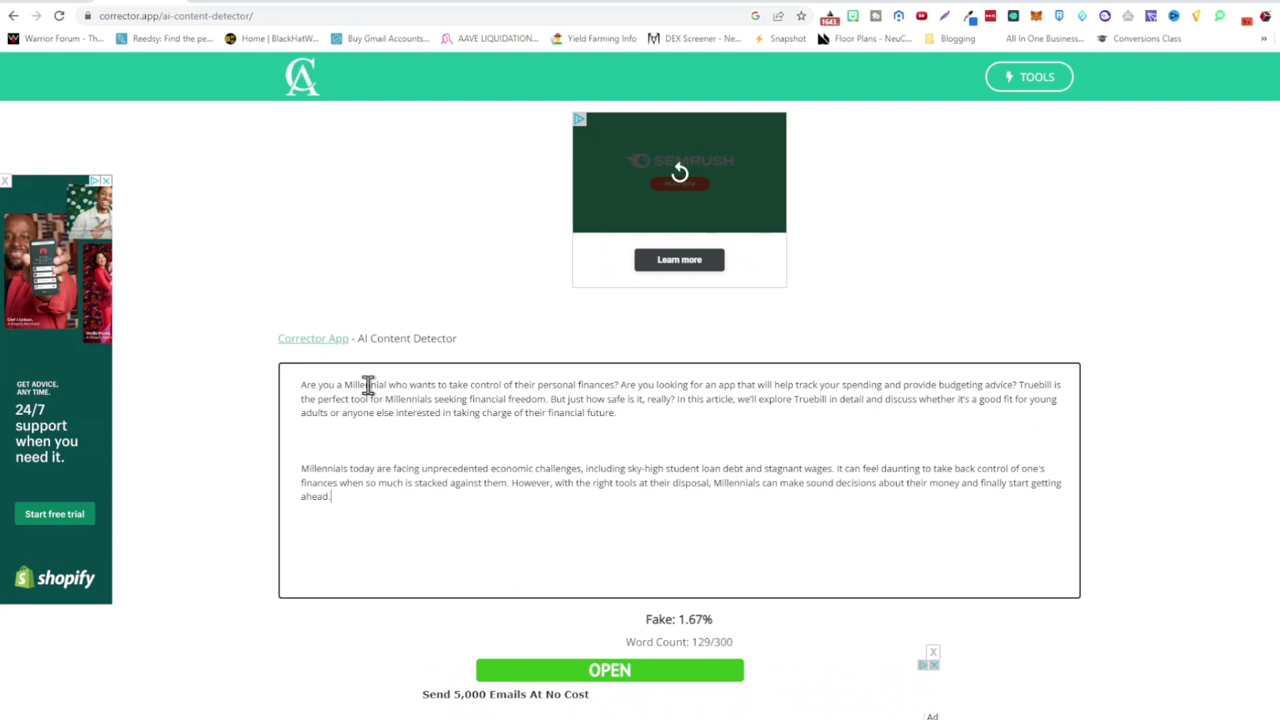 corrector.app/ai-content-detector/
Warrior Forum - Th...
Reedsy: Find the pe...
Home | BlackHatW...
Buy Gmail Accounts...
AAVE LIQUIDATION...
Yield Farming Info
DEX Screener - Ne...
Snapshot
Floor Plans - NeuC...
Blogging
All In One Business...
Conversions Class
CA
TOOLS
SEMRUSH
Learn more
GET ADVICE,
ANY TIME.
24/7
support
when you
need it.
Start free trial
shopify
Corrector App - AI Content Detector
Are you a Millennial who wants to take control of their personal finances? Are you looking for an app that will help track your spending and provide budgeting advice? Truebill is
the perfect tool for Millennials seeking financial freedom. But just how safe is it, really? In this article, we'll explore Truebill in detail and discuss whether it's a good fit for young
adults or anyone else interested in taking charge of their financial future.
Millennials today are facing unprecedented economic challenges, including sky-high student loan debt and stagnant wages. It can feel daunting to take back control of one's
finances when so much is stacked against them. However, with the right tools at their disposal, Millennials can make sound decisions about their money and finally start getting
ahead.
Fake: 1.67%
Word Count: 129/300
OPEN
Send 5,000 Emails At No Cost
Ad